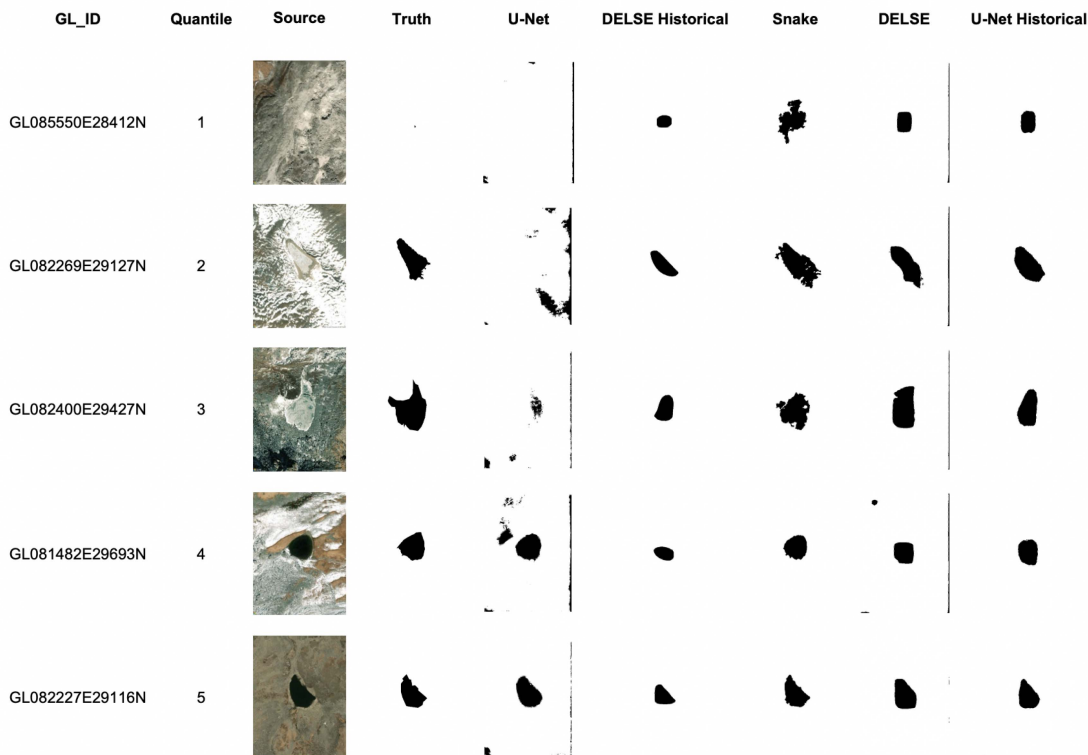 GL_ID Quantile Source Truth U-Net DELSE Historical Snake DELSE U-Net Historical
GL085550E28412N 1
GL082269E29127N 2
GL082400E29427N 3
GL081482E29693N 4
GL082227E29116N 5